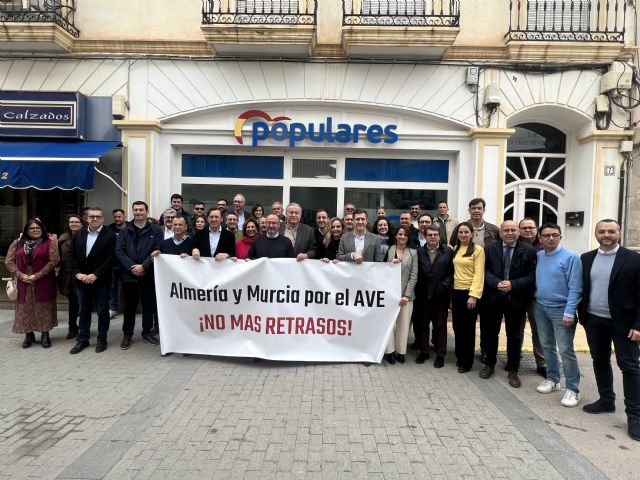 Calzados
populares
Almería y Murcia por el AVE
¡NO MAS RETRASOS!